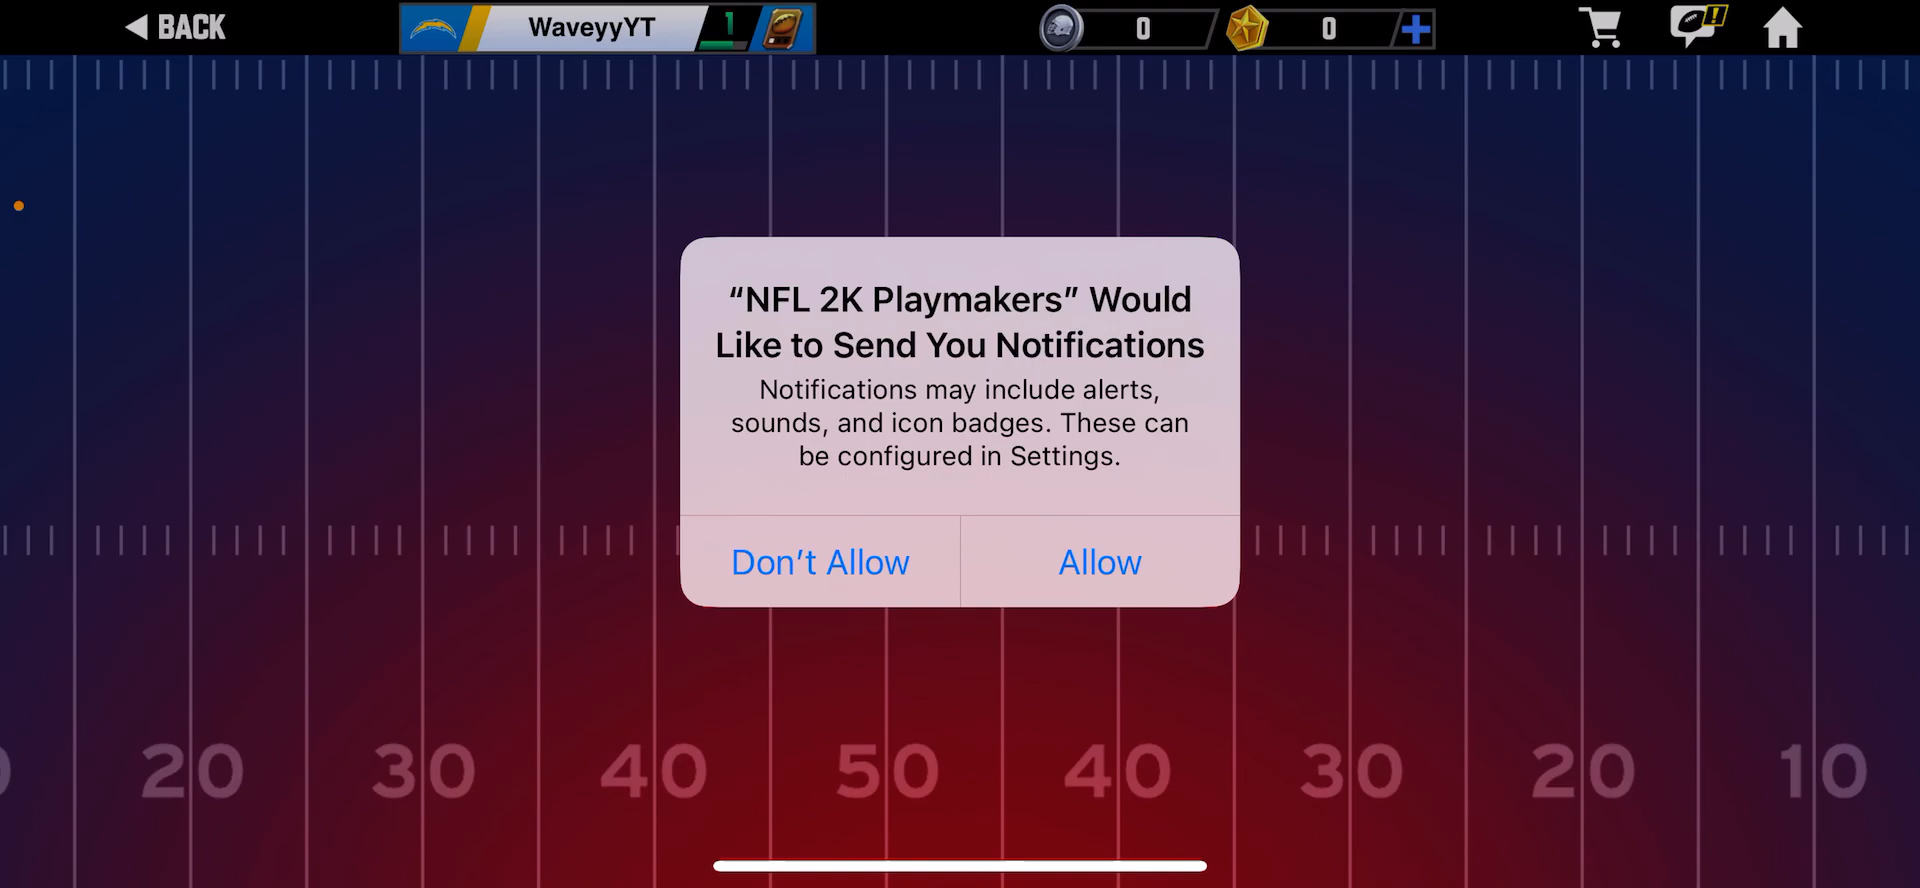 BACK
WaveyyYT
1
0
0
“NFL 2K Playmakers” Would
Like to Send You Notifications
Notifications may include alerts,
sounds, and icon badges. These can
be configured in Settings.
Don’t Allow
Allow
20
30
40
50
40
30
20
10